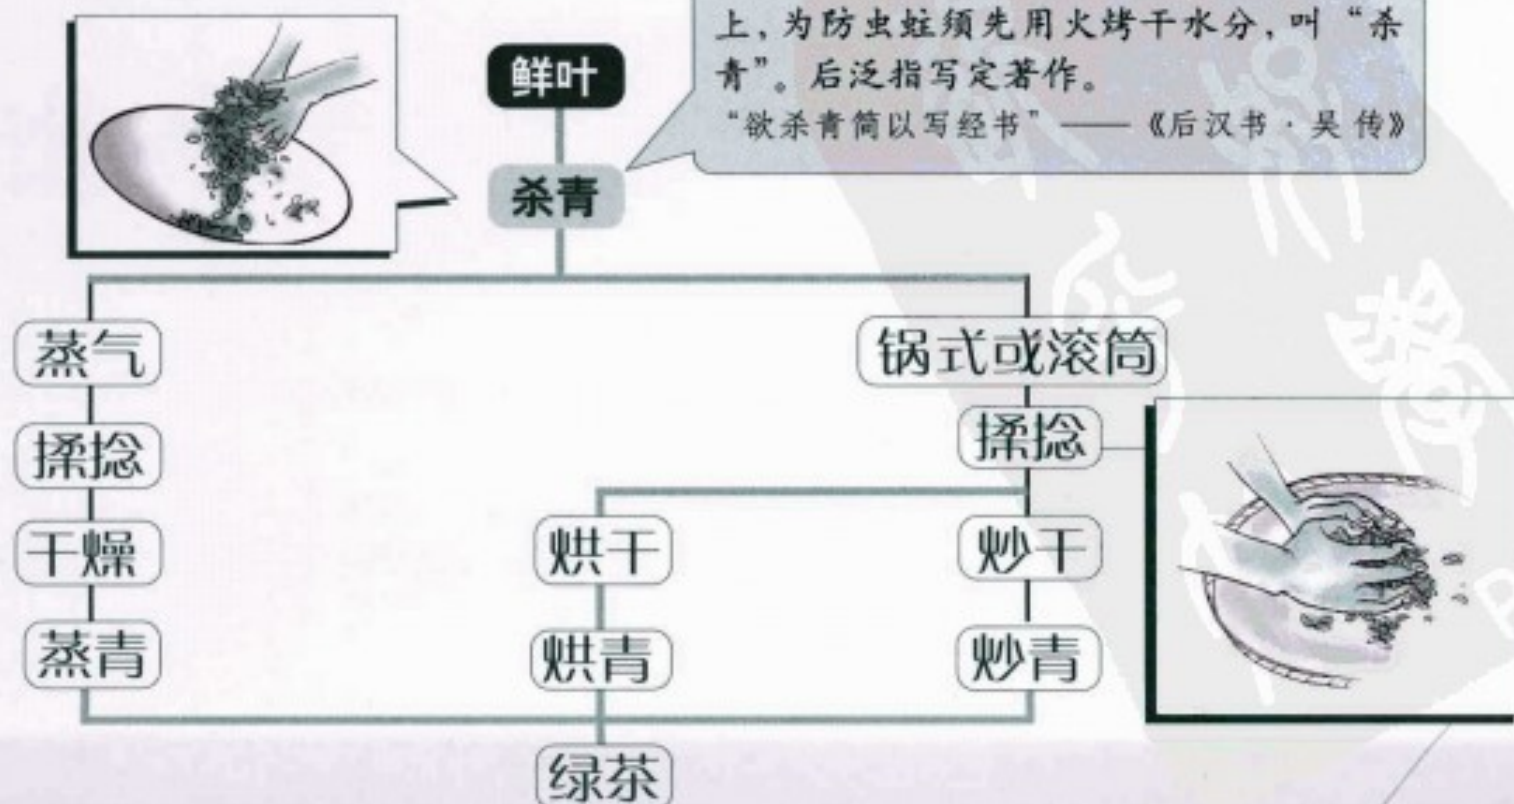 上，为防虫蛀须先用火烤干水分，叫“杀
青”。后泛指写定著作。
“欲杀青简以写经书”——《后汉书·吴 传》
鲜叶
杀青
蒸气
锅式或滚筒
揉捻
揉捻
干燥
烘干
炒干
蒸青
烘青
炒青
绿茶